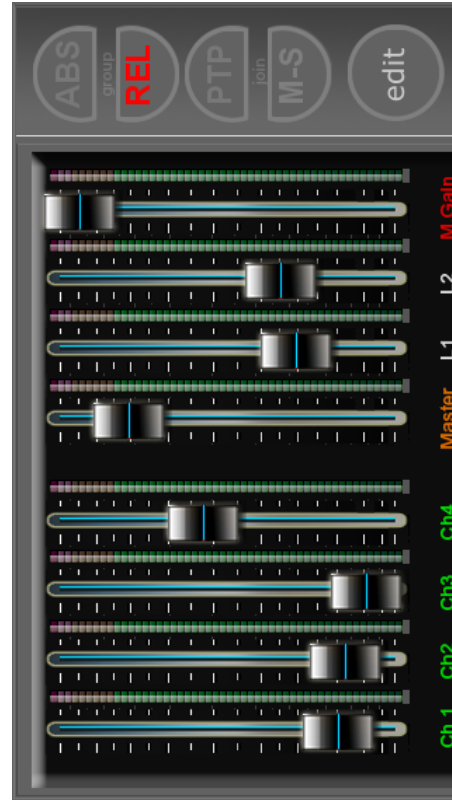 ABS
group
REL
PTP
join
M-S
edit
Ch 1
Ch2
Ch3
Ch4
Master
L1
L2
M Gain